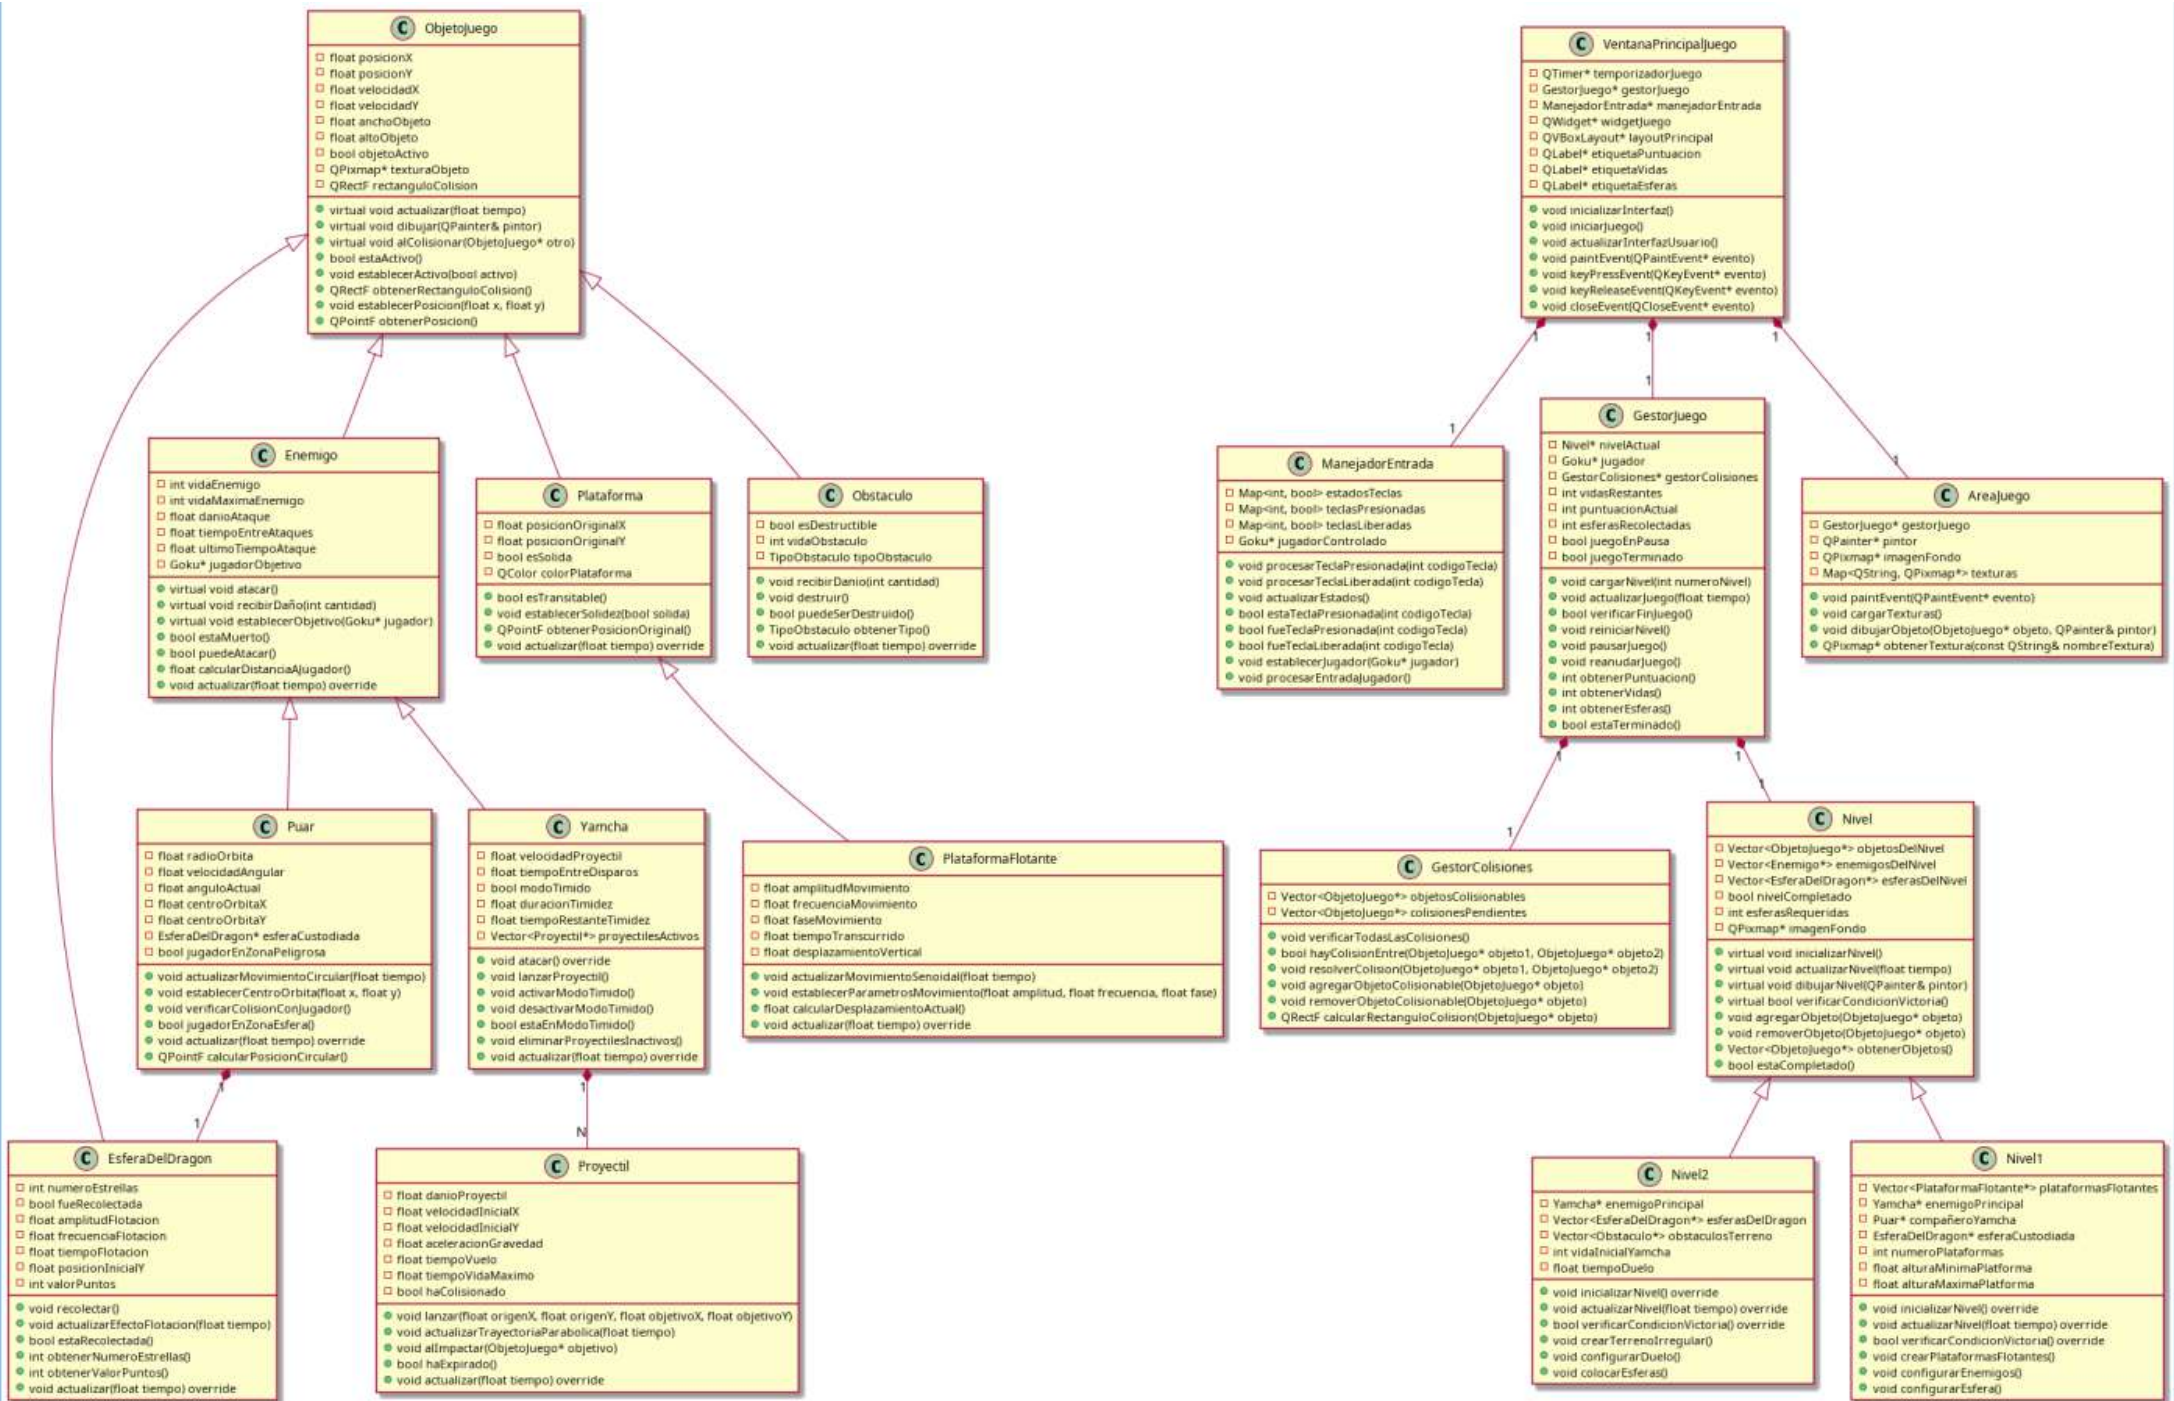 ObjetoJuego
float posicionX
float posicionY
float velocidadX
float velocidadY
float anchoObjeto
float altoObjeto
bool objetoActivo
QPixmap* texturaObjeto
QRectF rectanguloColision
virtual void actualizar(float tiempo)
virtual void dibujar(QPainter& pintor)
virtual void alColisionar(ObjetoJuego* otro)
bool estaActivo()
void establecerActivo(bool activo)
QRectF obtenerRectanguloColision()
void establecerPosicion(float x, float y)
QPointF obtenerPosicion()
VentanaPrincipalJuego
QTimer* temporizadorJuego
GestorJuego* gestorJuego
ManejadorEntrada* manejadorEntrada
QWidget* widgetJuego
QVBoxLayout* layoutPrincipal
QLabel* etiquetaPuntuacion
QLabel* etiquetaVidas
QLabel* etiquetaEsferas
void inicializarInterfaz()
void iniciarJuego()
void actualizarInterfazUsuario()
void paintEvent(QPaintEvent* evento)
void keyPressEvent(QKeyEvent* evento)
void keyReleaseEvent(QKeyEvent* evento)
void closeEvent(QCloseEvent* evento)
1
1
1
1
1
1
Enemigo
int vidaEnemigo
int vidaMaximaEnemigo
float danioAtaque
float tiempoEntreAtaques
float ultimoTiempoAtaque
Goku* jugadorObjetivo
virtual void atacar()
virtual void recibirDaño(int cantidad)
virtual void establecerObjetivo(Goku* jugador)
bool estaMuerto()
bool puedeAtacar()
float calcularDistanciaAJugador()
void actualizar(float tiempo) override
Plataforma
float posicionOriginalX
float posicionOriginalY
bool esSolida
QColor colorPlataforma
bool esTransitable()
void establecerSolidez(bool solida)
QPointF obtenerPosicionOriginal()
void actualizar(float tiempo) override
Obstaculo
bool esDestructible
int vidaObstaculo
TipoObstaculo tipoObstaculo
void recibirDanio(int cantidad)
void destruir()
bool puedeSerDestruido()
TipoObstaculo obtenerTipo()
void actualizar(float tiempo) override
ManejadorEntrada
Map<int, bool> estadosTeclas
Map<int, bool> teclasPresionadas
Map<int, bool> teclasLiberadas
Goku* jugadorControlado
void procesarTeclaPresionada(int codigoTecla)
void procesarTeclaLiberada(int codigoTecla)
void actualizarEstados()
bool estaTeclaPresionada(int codigoTecla)
bool fueTeclaPresionada(int codigoTecla)
bool fueTeclaLiberada(int codigoTecla)
void establecerJugador(Goku* jugador)
void procesarEntradaJugador()
GestorJuego
Nivel* nivelActual
Goku* jugador
GestorColisiones* gestorColisiones
int vidasRestantes
int puntuacionActual
int esferasRecolectadas
bool juegoEnPausa
bool juegoTerminado
void cargarNivel(int numeroNivel)
void actualizarJuego(float tiempo)
bool verificarFinJuego()
void reiniciarNivel()
void pausarJuego()
void reanudarJuego()
int obtenerPuntuacion()
int obtenerVidas()
int obtenerEsferas()
bool estaTerminado()
AreaJuego
GestorJuego* gestorJuego
QPainter* pintor
QPixmap* imagenFondo
Map<QString, QPixmap*> texturas
void paintEvent(QPaintEvent* evento)
void cargarTexturas()
void dibujarObjeto(ObjetoJuego* objeto, QPainter& pintor)
QPixmap* obtenerTextura(const QString& nombreTextura)
1
1
1
1
Puar
float radioOrbita
float velocidadAngular
float anguloActual
float centroOrbitaX
float centroOrbitaY
EsferaDelDragon* esferaCustodiada
bool jugadorEnZonaPeligrosa
void actualizarMovimientoCircular(float tiempo)
void establecerCentroOrbita(float x, float y)
void verificarColisionConJugador()
bool jugadorEnZonaEsfera()
void actualizar(float tiempo) override
QPointF calcularPosicionCircular()
Yamcha
float velocidadProyectil
float tiempoEntreDisparos
bool modoTimido
float duracionTimidez
float tiempoRestanteTimidez
Vector<Proyectil*> proyectilesActivos
void atacar() override
void lanzarProyectil()
void activarModoTimido()
void desactivarModoTimido()
bool estaEnModoTimido()
void eliminarProyectilesInactivos()
void actualizar(float tiempo) override
PlataformaFlotante
float amplitudMovimiento
float frecuenciaMovimiento
float faseMovimiento
float tiempoTranscurrido
float desplazamientoVertical
void actualizarMovimientoSenoidal(float tiempo)
void establecerParametrosMovimiento(float amplitud, float frecuencia, float fase)
float calcularDesplazamientoActual()
void actualizar(float tiempo) override
GestorColisiones
Vector<ObjetoJuego*> objetosColisionables
Vector<ObjetoJuego*> colisionesPendientes
void verificarTodasLasColisiones()
bool hayColisionEntre(ObjetoJuego* objeto1, ObjetoJuego* objeto2)
void resolverColision(ObjetoJuego* objeto1, ObjetoJuego* objeto2)
void agregarObjetoColisionable(ObjetoJuego* objeto)
void removerObjetoColisionable(ObjetoJuego* objeto)
QRectF calcularRectanguloColision(ObjetoJuego* objeto)
Nivel
Vector<ObjetoJuego*> objetosDelNivel
Vector<Enemigo*> enemigosDelNivel
Vector<EsferaDelDragon*> esferasDelNivel
bool nivelCompletado
int esferasRequeridas
QPixmap* imagenFondo
virtual void inicializarNivel()
virtual void actualizarNivel(float tiempo)
virtual void dibujarNivel(QPainter& pintor)
virtual bool verificarCondicionVictoria()
void agregarObjeto(ObjetoJuego* objeto)
void removerObjeto(ObjetoJuego* objeto)
Vector<ObjetoJuego*> obtenerObjetos()
bool estaCompletado()
1
1
1
N
EsferaDelDragon
int numeroEstrellas
bool fueRecolectada
float amplitudFlotacion
float frecuenciaFlotacion
float tiempoFlotacion
float posicionInicialY
int valorPuntos
void recolectar()
void actualizarEfectoFlotacion(float tiempo)
bool estaRecolectada()
int obtenerNumeroEstrellas()
int obtenerValorPuntos()
void actualizar(float tiempo) override
Proyectil
float danioProyectil
float velocidadInicialX
float velocidadInicialY
float aceleracionGravedad
float tiempoVuelo
float tiempoVidaMaximo
bool haColisionado
void lanzar(float origenX, float origenY, float objetivoX, float objetivoY)
void actualizarTrayectoriaParabolica(float tiempo)
void alImpactar(ObjetoJuego* objetivo)
bool haExpirado()
void actualizar(float tiempo) override
Nivel2
Yamcha* enemigoPrincipal
Vector<EsferaDelDragon*> esferasDelDragon
Vector<Obstaculo*> obstaculosTerreno
int vidaInicialYamcha
float tiempoDuelo
void inicializarNivel() override
void actualizarNivel(float tiempo) override
bool verificarCondicionVictoria() override
void crearTerrenoIrregular()
void configurarDuelo()
void colocarEsferas()
Nivel1
Vector<PlataformaFlotante*> plataformasFlotantes
Yamcha* enemigoPrincipal
Puar* compañeroYamcha
EsferaDelDragon* esferaCustodiada
int numeroPlataformas
float alturaMinimaPlatforma
float alturaMaximaPlatforma
void inicializarNivel() override
void actualizarNivel(float tiempo) override
bool verificarCondicionVictoria() override
void crearPlataformasFlotantes()
void configurarEnemigos()
void configurarEsfera()